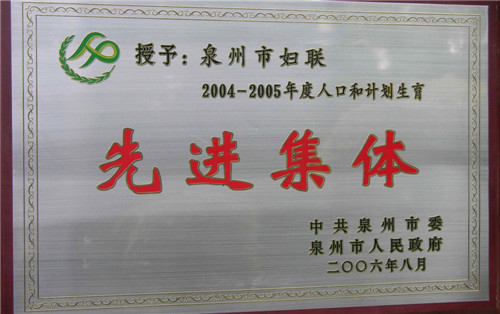 授予：泉州市妇联
2004-2005年度人口和计划生育
先进集体
中共泉州市委
泉州市人民政府
二〇〇六年八月